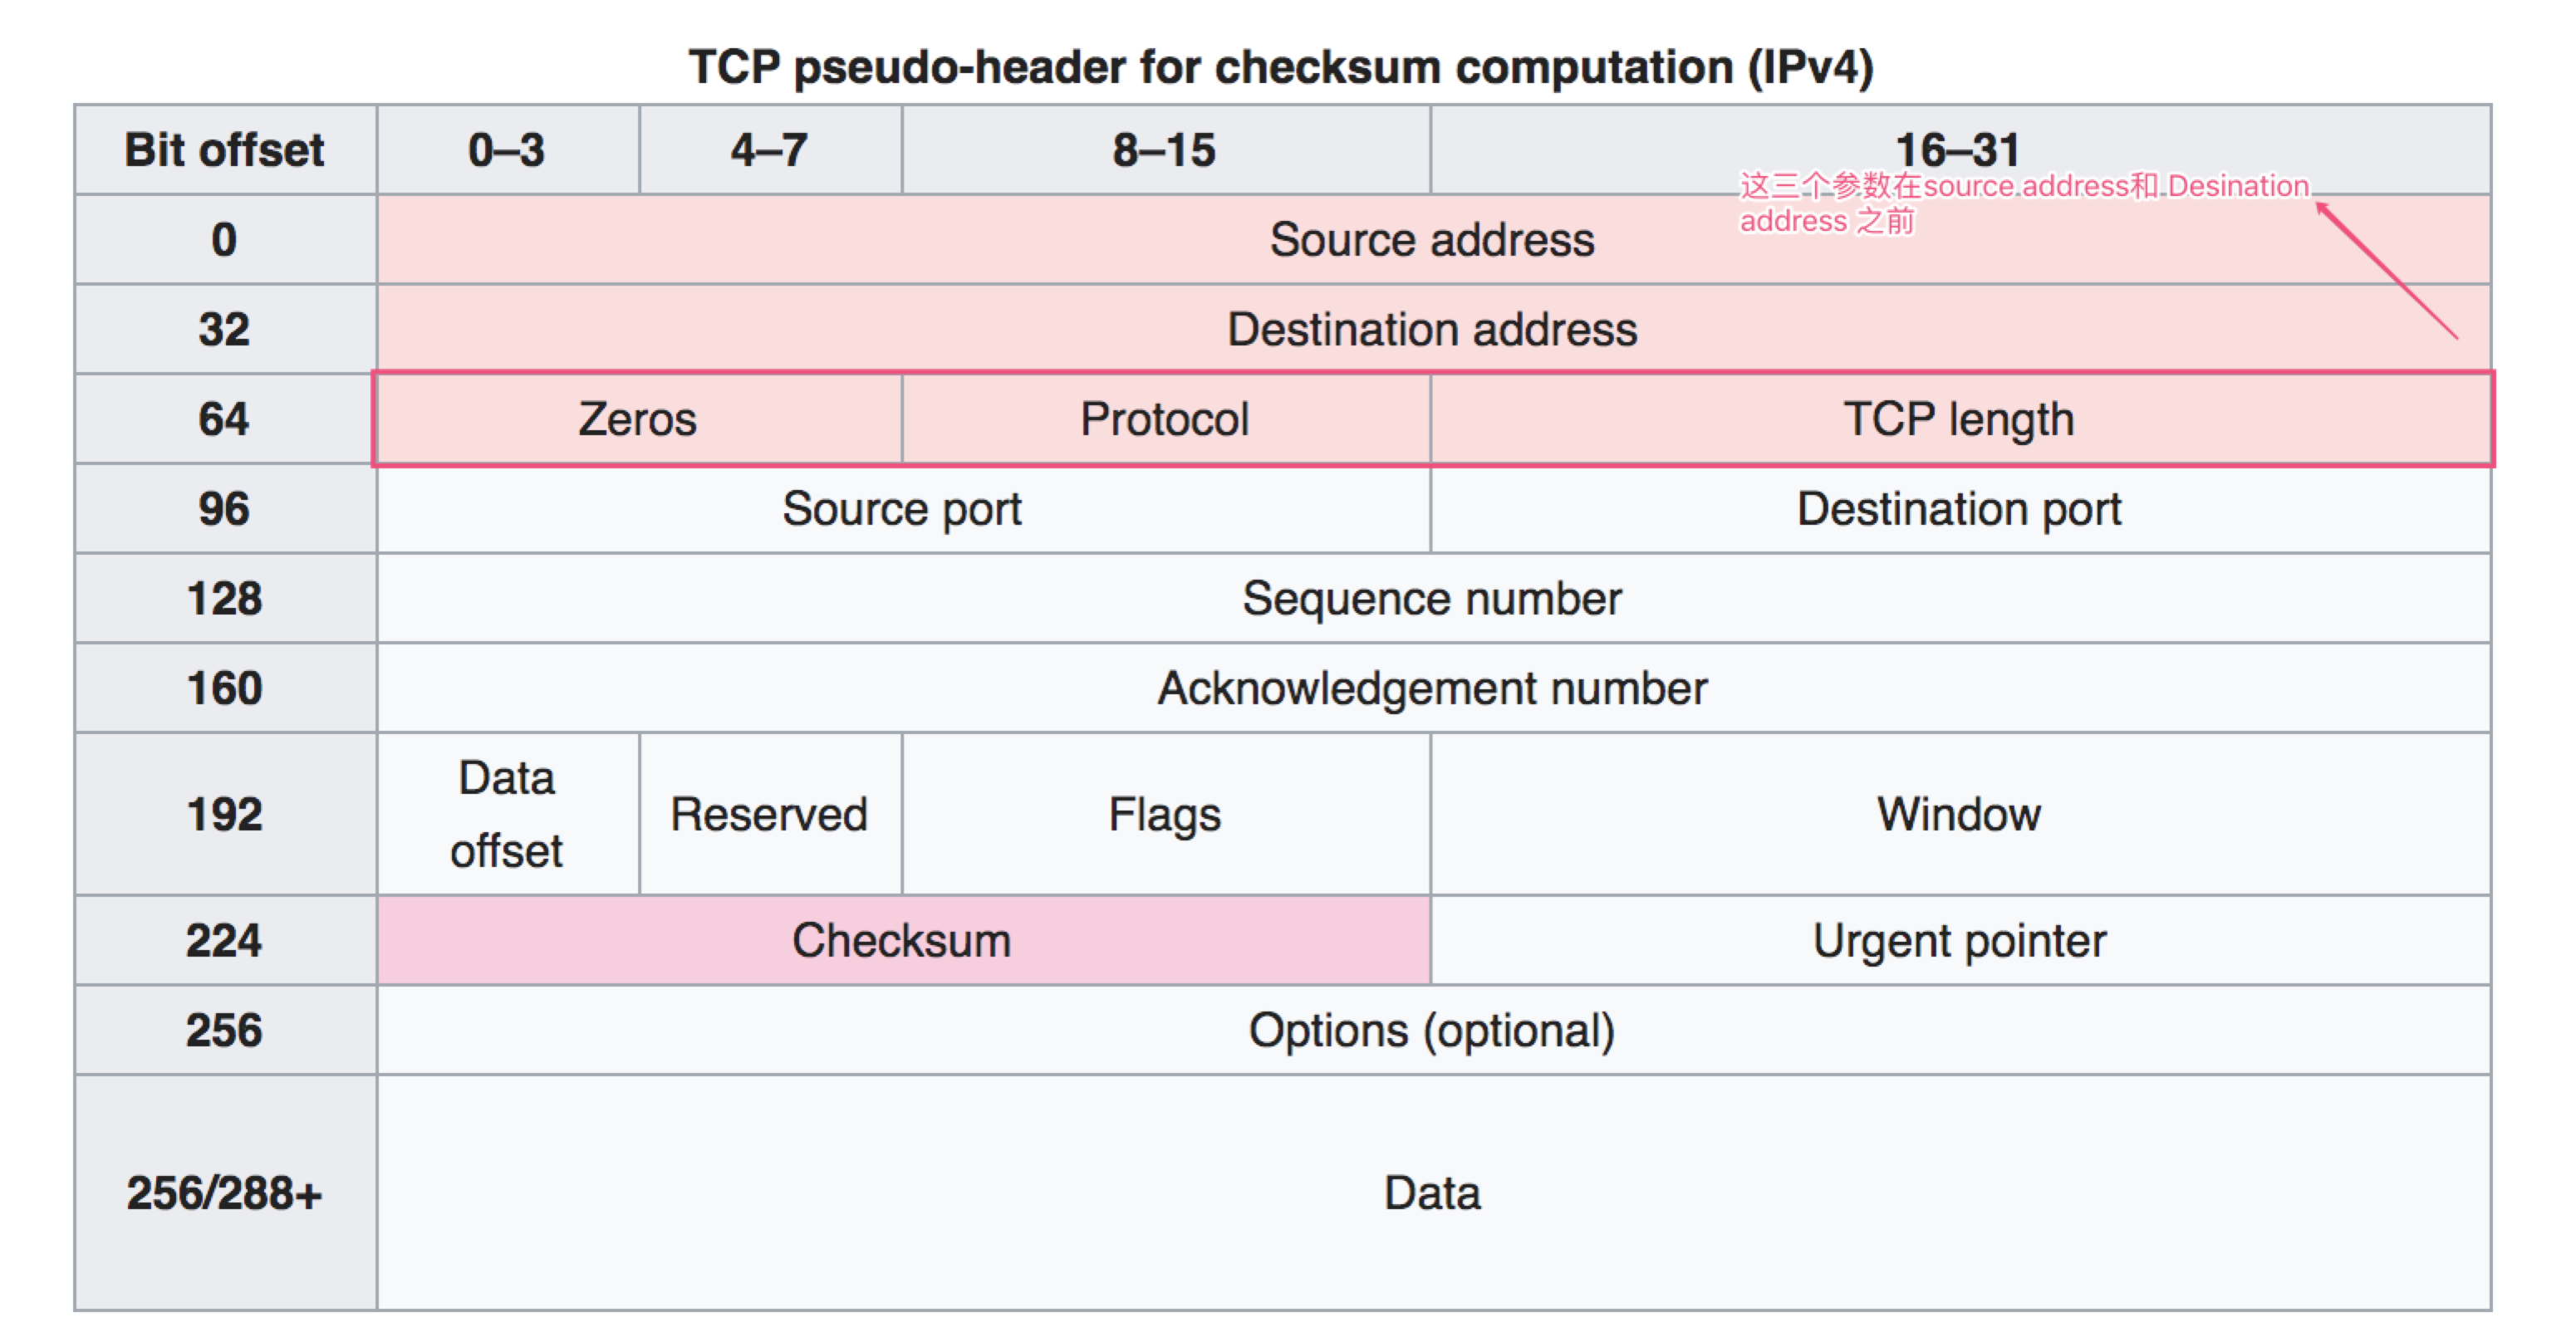 TCP pseudo-header for checksum computation (IPv4)
Bit offset 0–3 4–7 8–15 16–31
这三个参数在source address和 Desination
address 之前
0 Source address
32 Destination address
64 Zeros Protocol TCP length
96 Source port Destination port
128 Sequence number
160 Acknowledgement number
192 Data offset Reserved Flags Window
224 Checksum Urgent pointer
256 Options (optional)
256/288+ Data